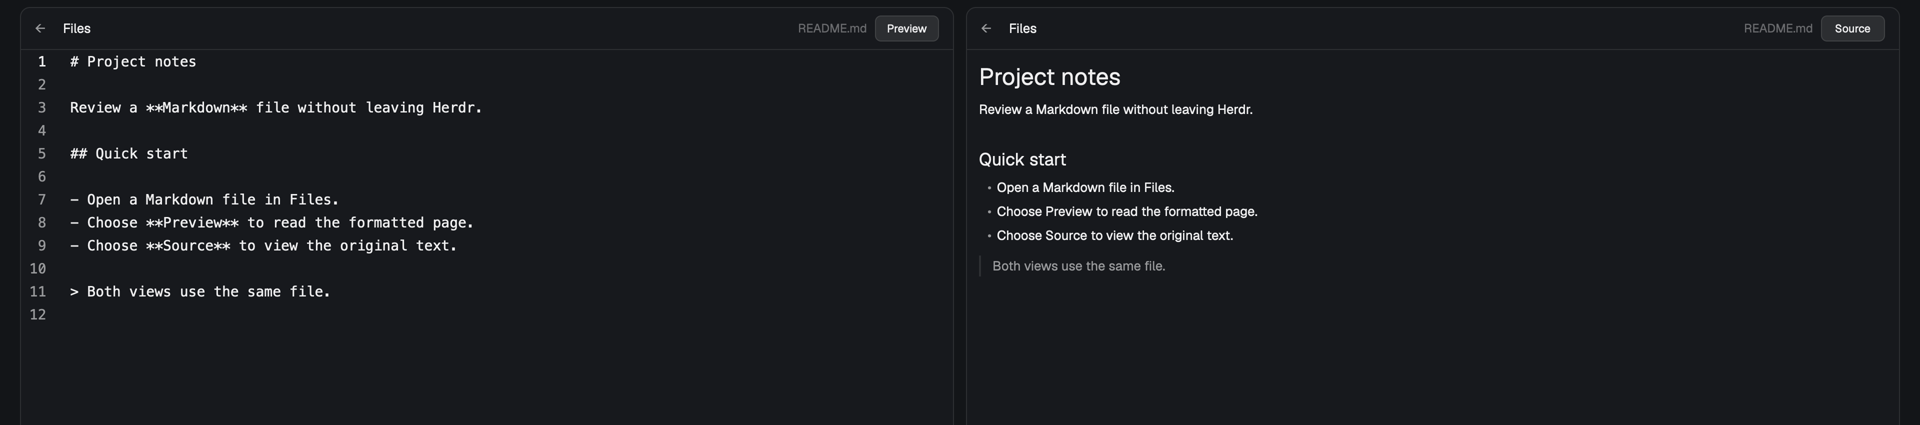 Files README.md Preview
1 # Project notes
2
3 Review a **Markdown** file without leaving Herdr.
4
5 ## Quick start
6
7 - Open a Markdown file in Files.
8 - Choose **Preview** to read the formatted page.
9 - Choose **Source** to view the original text.
10
11 > Both views use the same file.
12
Files README.md Source
Project notes
Review a Markdown file without leaving Herdr.
Quick start
• Open a Markdown file in Files.
• Choose Preview to read the formatted page.
• Choose Source to view the original text.
Both views use the same file.